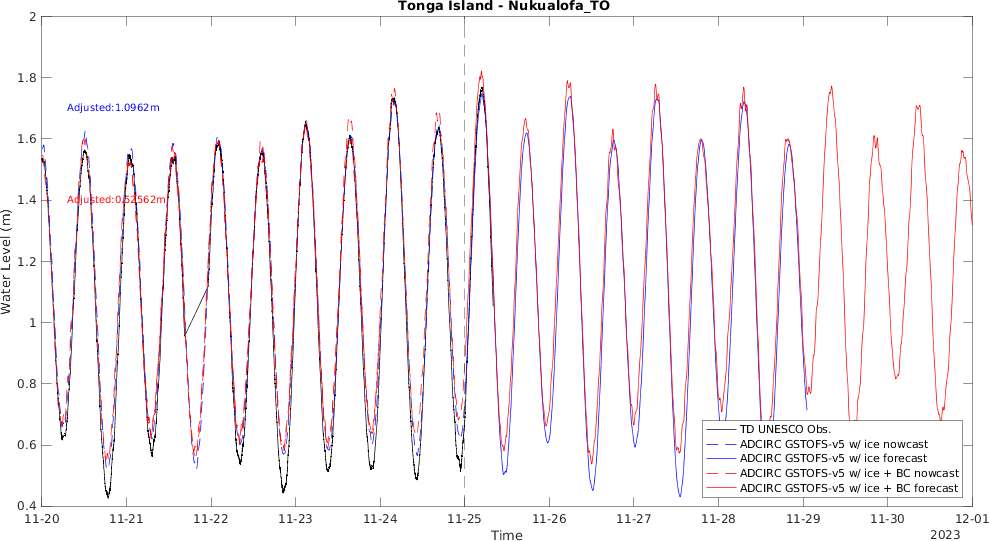 Tonga Island - Nukualofa_TO
2
1.8
1.6
1.4
1.2
1
0.8
0.6
0.4
Water Level (m)
Adjusted:1.0962m
Adjusted:0.52562m
TD UNESCO Obs.
ADCIRC GSTOFS-v5 w/ ice nowcast
ADCIRC GSTOFS-v5 w/ ice forecast
ADCIRC GSTOFS-v5 w/ ice + BC nowcast
ADCIRC GSTOFS-v5 w/ ice + BC forecast
11-20 11-21 11-22 11-23 11-24 11-25 11-26 11-27 11-28 11-29 11-30 12-01
Time
2023